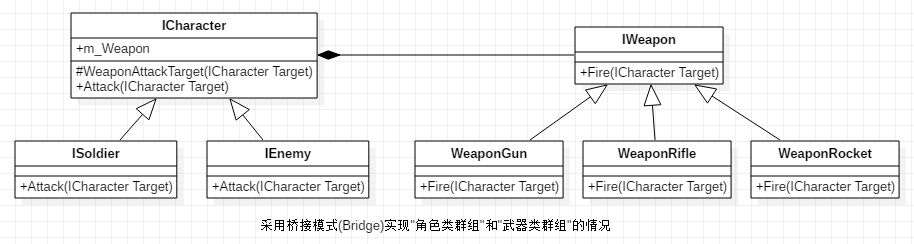 ICharacter
+m_Weapon
#WeaponAttackTarget(ICharacter Target)
+Attack(ICharacter Target)
IWeapon
+Fire(ICharacter Target)
ISoldier
+Attack(ICharacter Target)
IEnemy
+Attack(ICharacter Target)
WeaponGun
+Fire(ICharacter Target)
WeaponRifle
+Fire(ICharacter Target)
WeaponRocket
+Fire(ICharacter Target)
采用桥接模式(Bridge)实现"角色类群组"和"武器类群组"的情况